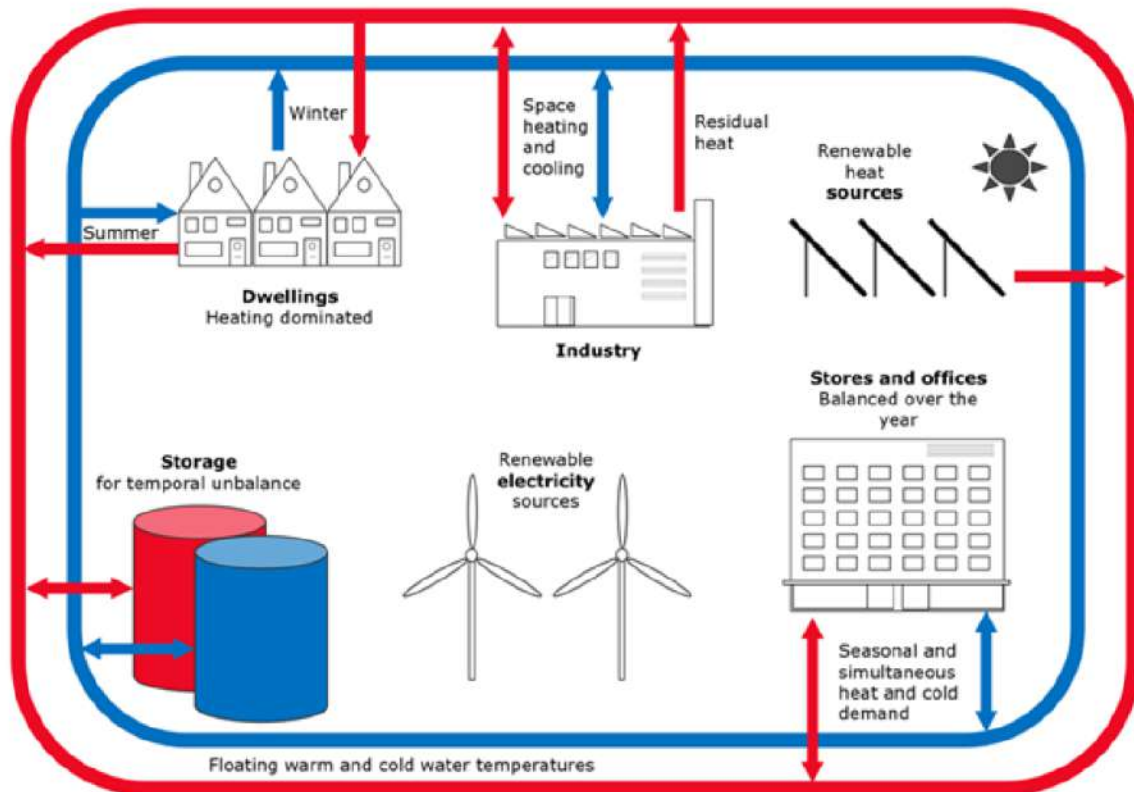 Winter
Summer
Dwellings
Heating dominated
Space
heating
and
cooling
Residual
heat
Industry
Renewable
heat
sources
Stores and offices
Balanced over the
year
Storage
for temporal unbalance
Renewable
electricity
sources
Seasonal and
simultaneous
heat and cold
demand
Floating warm and cold water temperatures